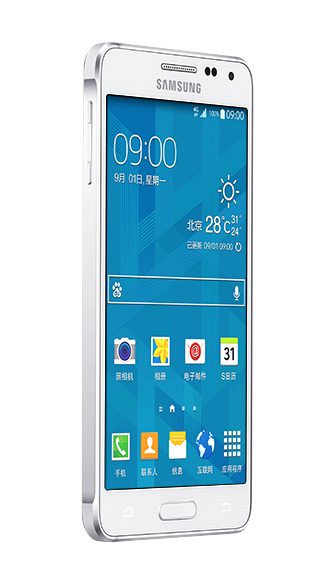 SAMSUNG
4G 100% 09:00
09:00
9月 01日, 星期一
北京 28°C 31° 24°
已更新 09/01 09:00
31
照相机 相册 电子邮件 S日历
手机 联系人 信息 互联网 应用程序